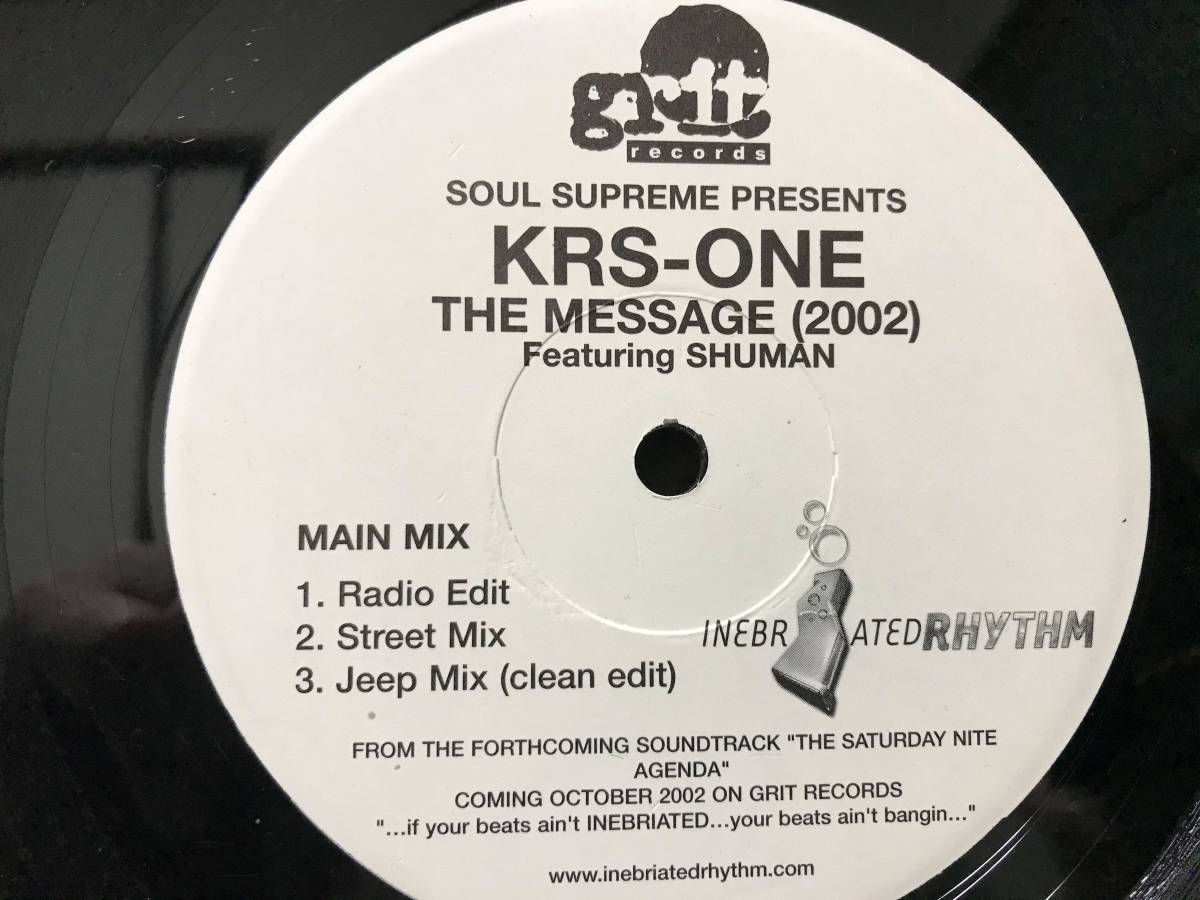 grit
records
SOUL SUPREME PRESENTS
KRS-ONE
THE MESSAGE (2002)
Featuring SHUMAN
MAIN MIX
1. Radio Edit
2. Street Mix
3. Jeep Mix (clean edit)
INEBRIATEDRHYTHM
FROM THE FORTHCOMING SOUNDTRACK "THE SATURDAY NITE
AGENDA"
COMING OCTOBER 2002 ON GRIT RECORDS
"...if your beats ain't INEBRIATED...your beats ain't bangin..."
www.inebriatedrhythm.com